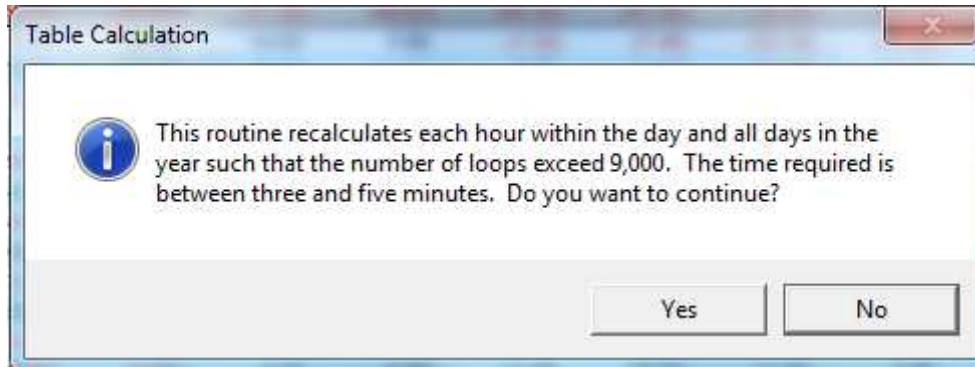 Table Calculation
This routine recalculates each hour within the day and all days in the
year such that the number of loops exceed 9,000.  The time required is
between three and five minutes.  Do you want to continue?
Yes
No